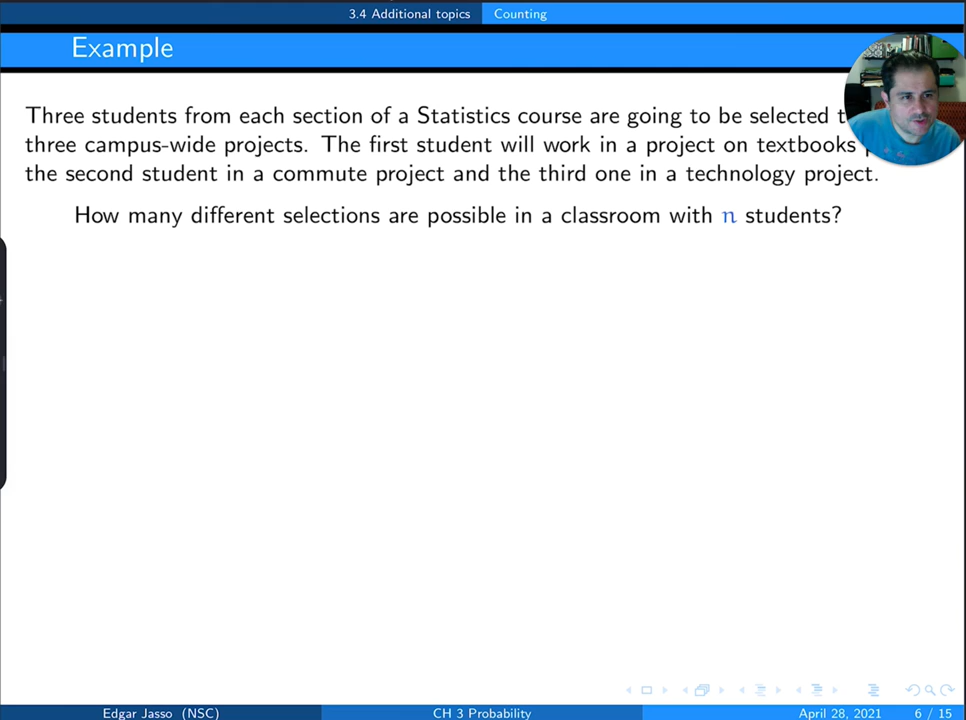 3.4 Additional topics Counting
Example
Three students from each section of a Statistics course are going to be selected
three campus-wide projects. The first student will work in a project on textbooks
the second student in a commute project and the third one in a technology project.
How many different selections are possible in a classroom with n students?
Edgar Jasso (NSC) CH 3 Probability April 28, 2021 6 / 15